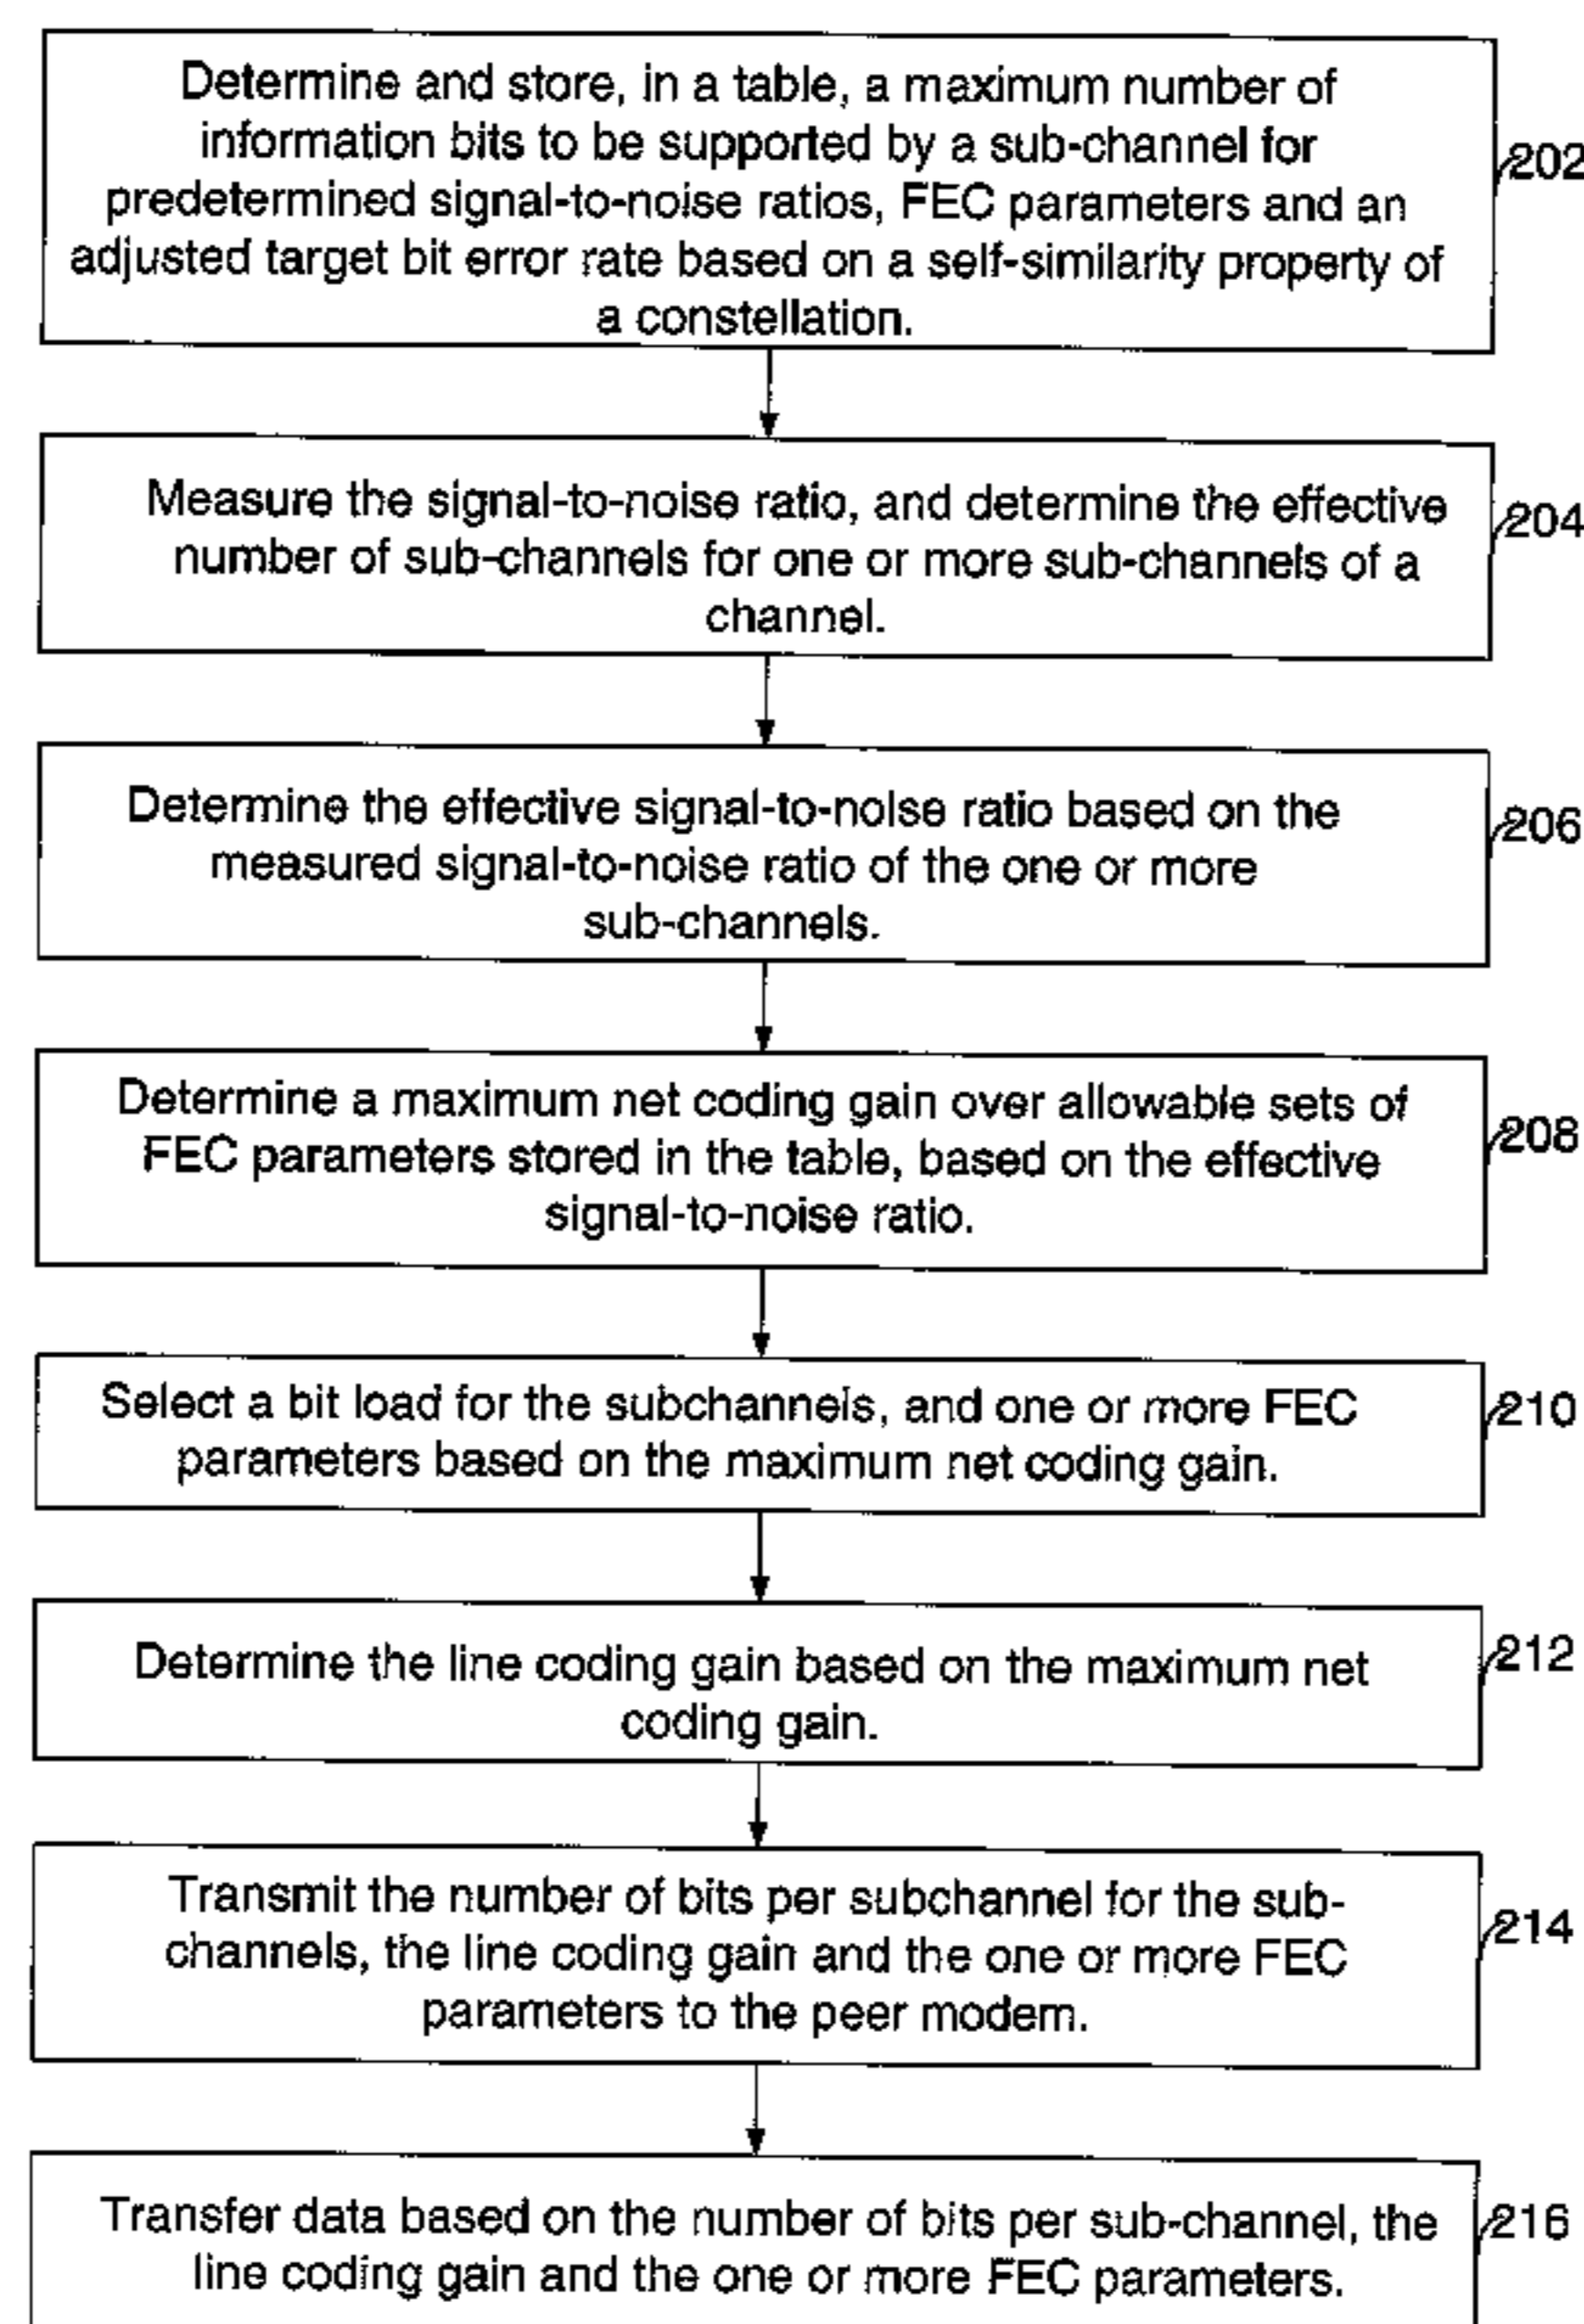 Determine and store, in a table, a maximum number of
information bits to be supported by a sub-channel for
predetermined signal-to-noise ratios, FEC parameters and an
adjusted target bit error rate based on a self-similarity property of
a constellation.
202
Measure the signal-to-noise ratio, and determine the effective
number of sub-channels for one or more sub-channels of a
channel.
204
Determine the effective signal-to-noise ratio based on the
measured signal-to-noise ratio of the one or more
sub-channels.
206
Determine a maximum net coding gain over allowable sets of
FEC parameters stored in the table, based on the effective
signal-to-noise ratio.
208
Select a bit load for the subchannels, and one or more FEC
parameters based on the maximum net coding gain.
210
Determine the line coding gain based on the maximum net
coding gain.
212
Transmit the number of bits per subchannel for the sub-
channels, the line coding gain and the one or more FEC
parameters to the peer modem.
214
Transfer data based on the number of bits per sub-channel, the
line coding gain and the one or more FEC parameters.
216